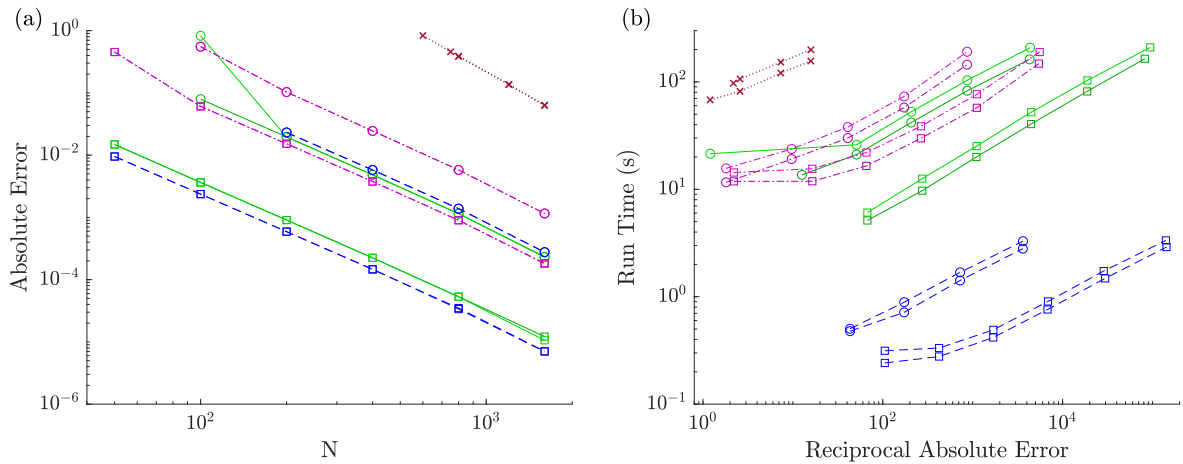 (a)
10^0
10^-2
10^-4
10^-6
Absolute Error
10^2
10^3
N
(b)
10^2
10^1
10^0
10^-1
Run Time (s)
10^0
10^2
10^4
Reciprocal Absolute Error